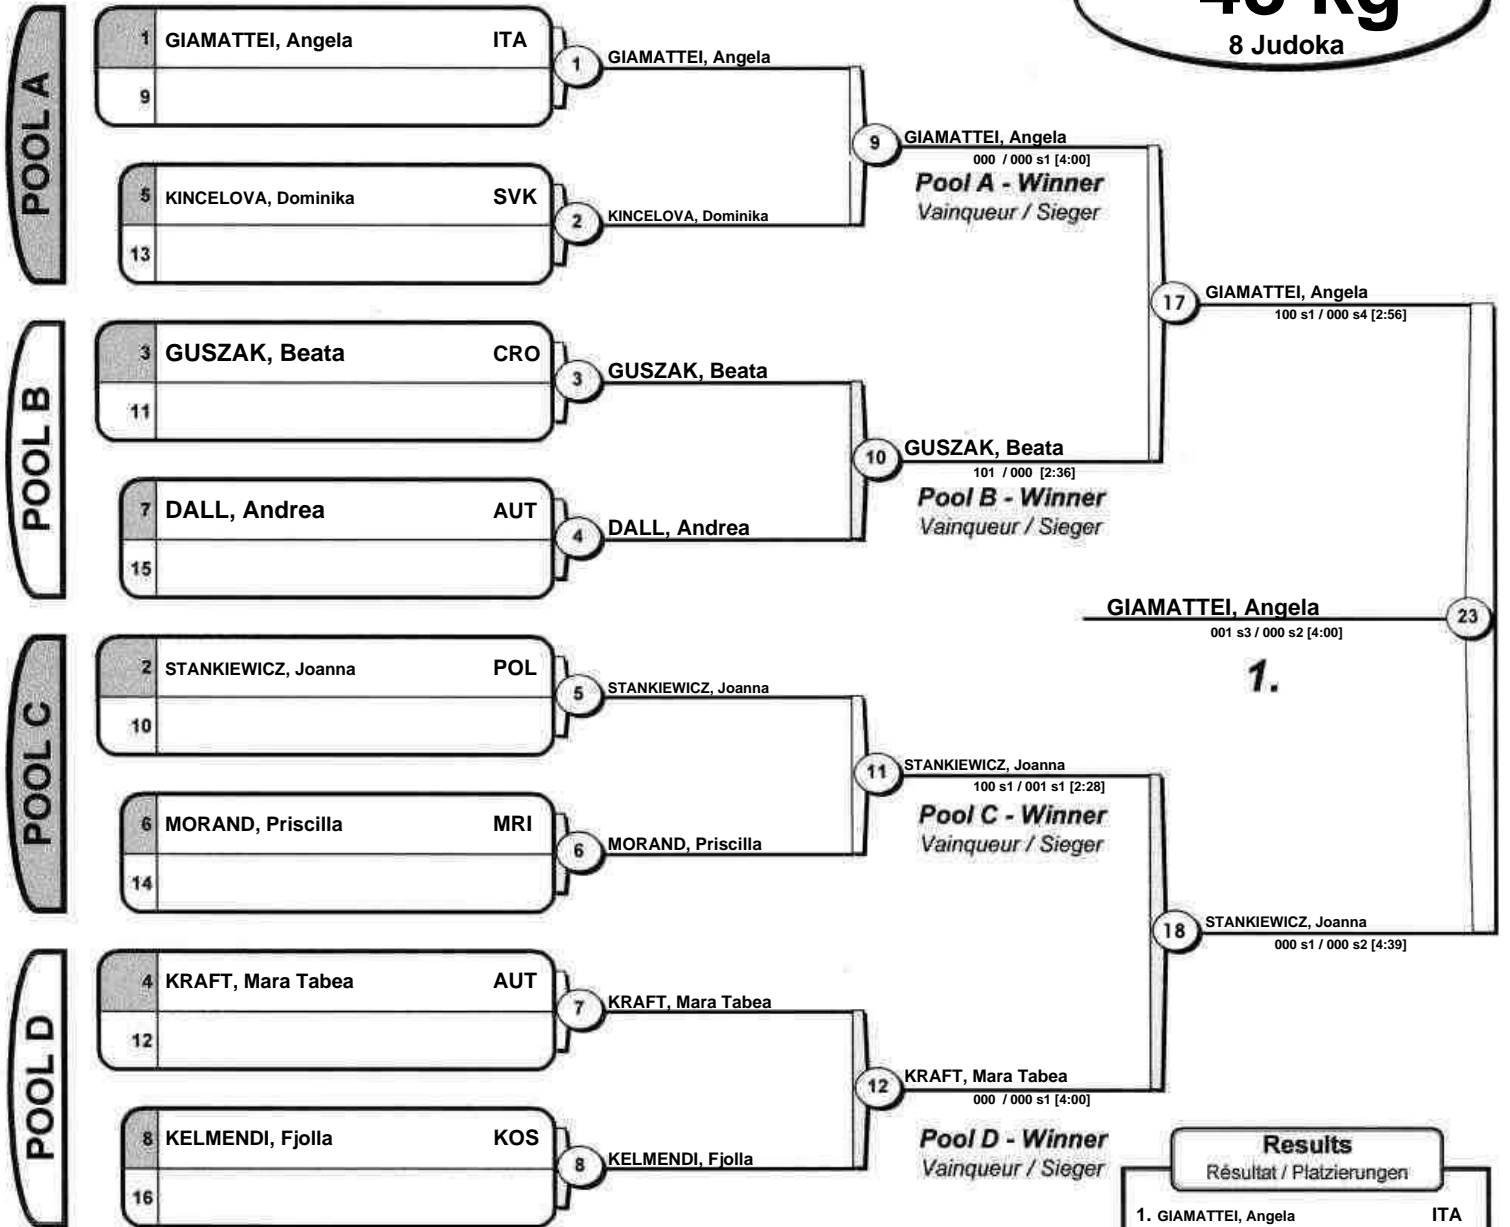 8 Judoka
POOL A
1 GIAMATTEI, Angela ITA
9
1 GIAMATTEI, Angela
5 KINCELOVA, Dominika SVK
13
2 KINCELOVA, Dominika
9 GIAMATTEI, Angela
000 / 000 s1 [4:00]
Pool A - Winner
Vainqueur / Sieger
POOL B
3 GUSZAK, Beata CRO
11
3 GUSZAK, Beata
7 DALL, Andrea AUT
15
4 DALL, Andrea
10 GUSZAK, Beata
101 / 000 [2:36]
Pool B - Winner
Vainqueur / Sieger
17 GIAMATTEI, Angela
100 s1 / 000 s4 [2:56]
POOL C
2 STANKIEWICZ, Joanna POL
10
5 STANKIEWICZ, Joanna
6 MORAND, Priscilla MRI
14
6 MORAND, Priscilla
11 STANKIEWICZ, Joanna
100 s1 / 001 s1 [2:28]
Pool C - Winner
Vainqueur / Sieger
POOL D
4 KRAFT, Mara Tabea AUT
12
7 KRAFT, Mara Tabea
8 KELMENDI, Fjolla KOS
16
8 KELMENDI, Fjolla
12 KRAFT, Mara Tabea
000 / 000 s1 [4:00]
Pool D - Winner
Vainqueur / Sieger
18 STANKIEWICZ, Joanna
000 s1 / 000 s2 [4:39]
GIAMATTEI, Angela 23
001 s3 / 000 s2 [4:00]
1.
Results
Résultat / Platzierungen
1. GIAMATTEI, Angela ITA